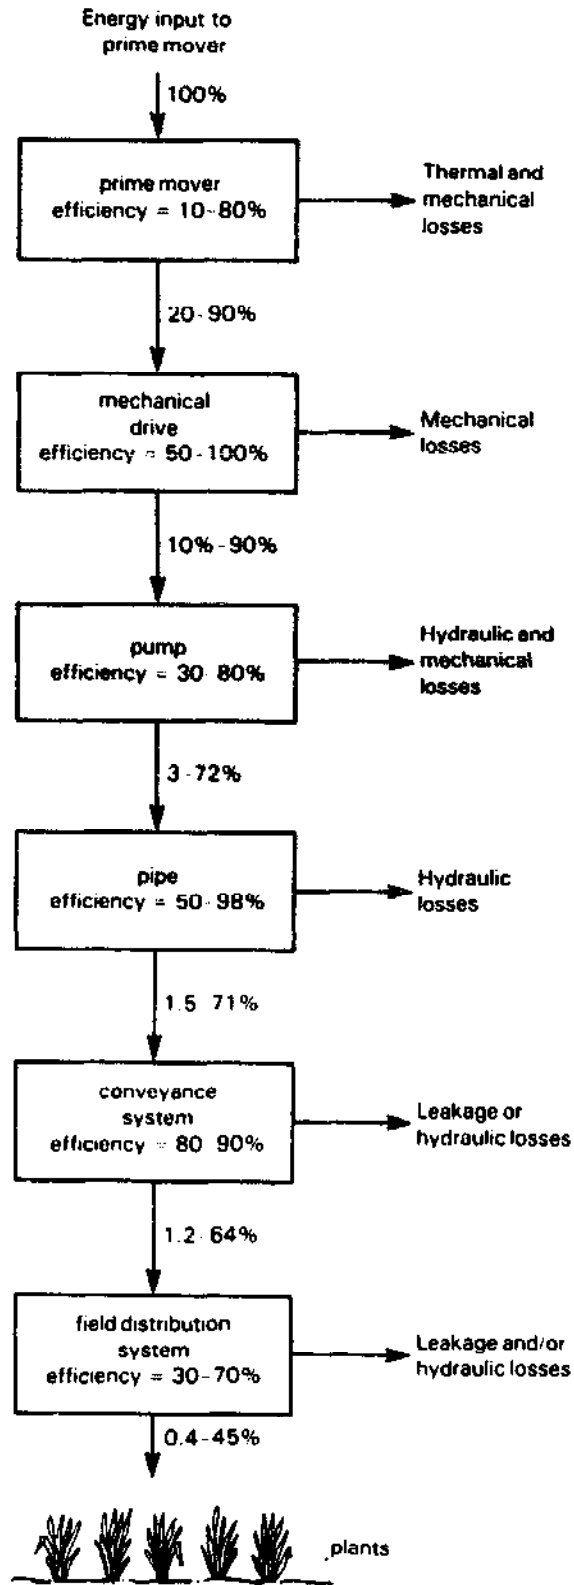 Energy input to
prime mover
100%
prime mover
efficiency = 10-80%
Thermal and
mechanical
losses
20-90%
mechanical
drive
efficiency = 50-100%
Mechanical
losses
10%-90%
pump
efficiency = 30-80%
Hydraulic and
mechanical
losses
3-72%
pipe
efficiency = 50-98%
Hydraulic
losses
1.5-71%
conveyance
system
efficiency = 80-90%
Leakage or
hydraulic losses
1.2-64%
field distribution
system
efficiency = 30-70%
Leakage and/or
hydraulic losses
0.4-45%
plants